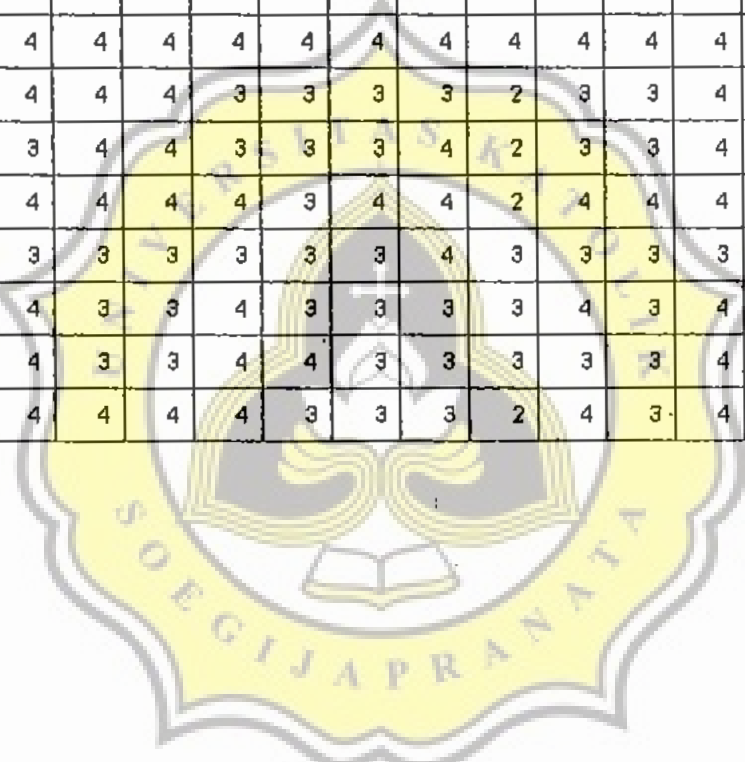 4 4 4 4 4 4 4 4 4 4 4
4 4 4 3 3 3 3 2 3 3 4
3 4 4 3 3 3 4 2 3 3 4
4 4 4 4 3 4 4 2 4 4 4
3 3 3 3 3 3 4 3 3 3 3
4 3 3 4 3 3 3 3 4 3 4
4 3 3 4 4 3 3 3 3 3 4
4 4 4 4 3 3 3 2 4 3 4
UNIVERSITAS KATOLIK
SOEGIJAPRANATA